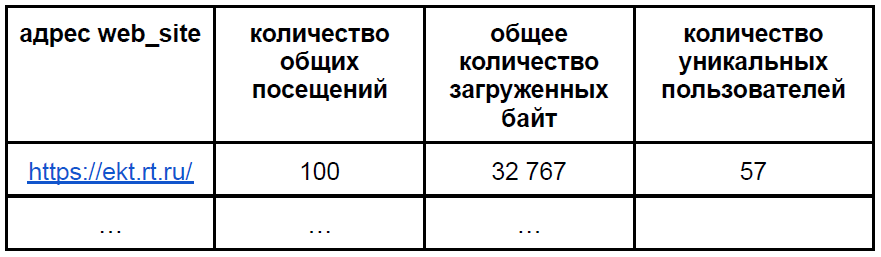 адрес web_site
количество
общих
посещений
общее
количество
загруженных
байт
количество
уникальных
пользователей
https://ekt.rt.ru/
100
32 767
57
...
...
...